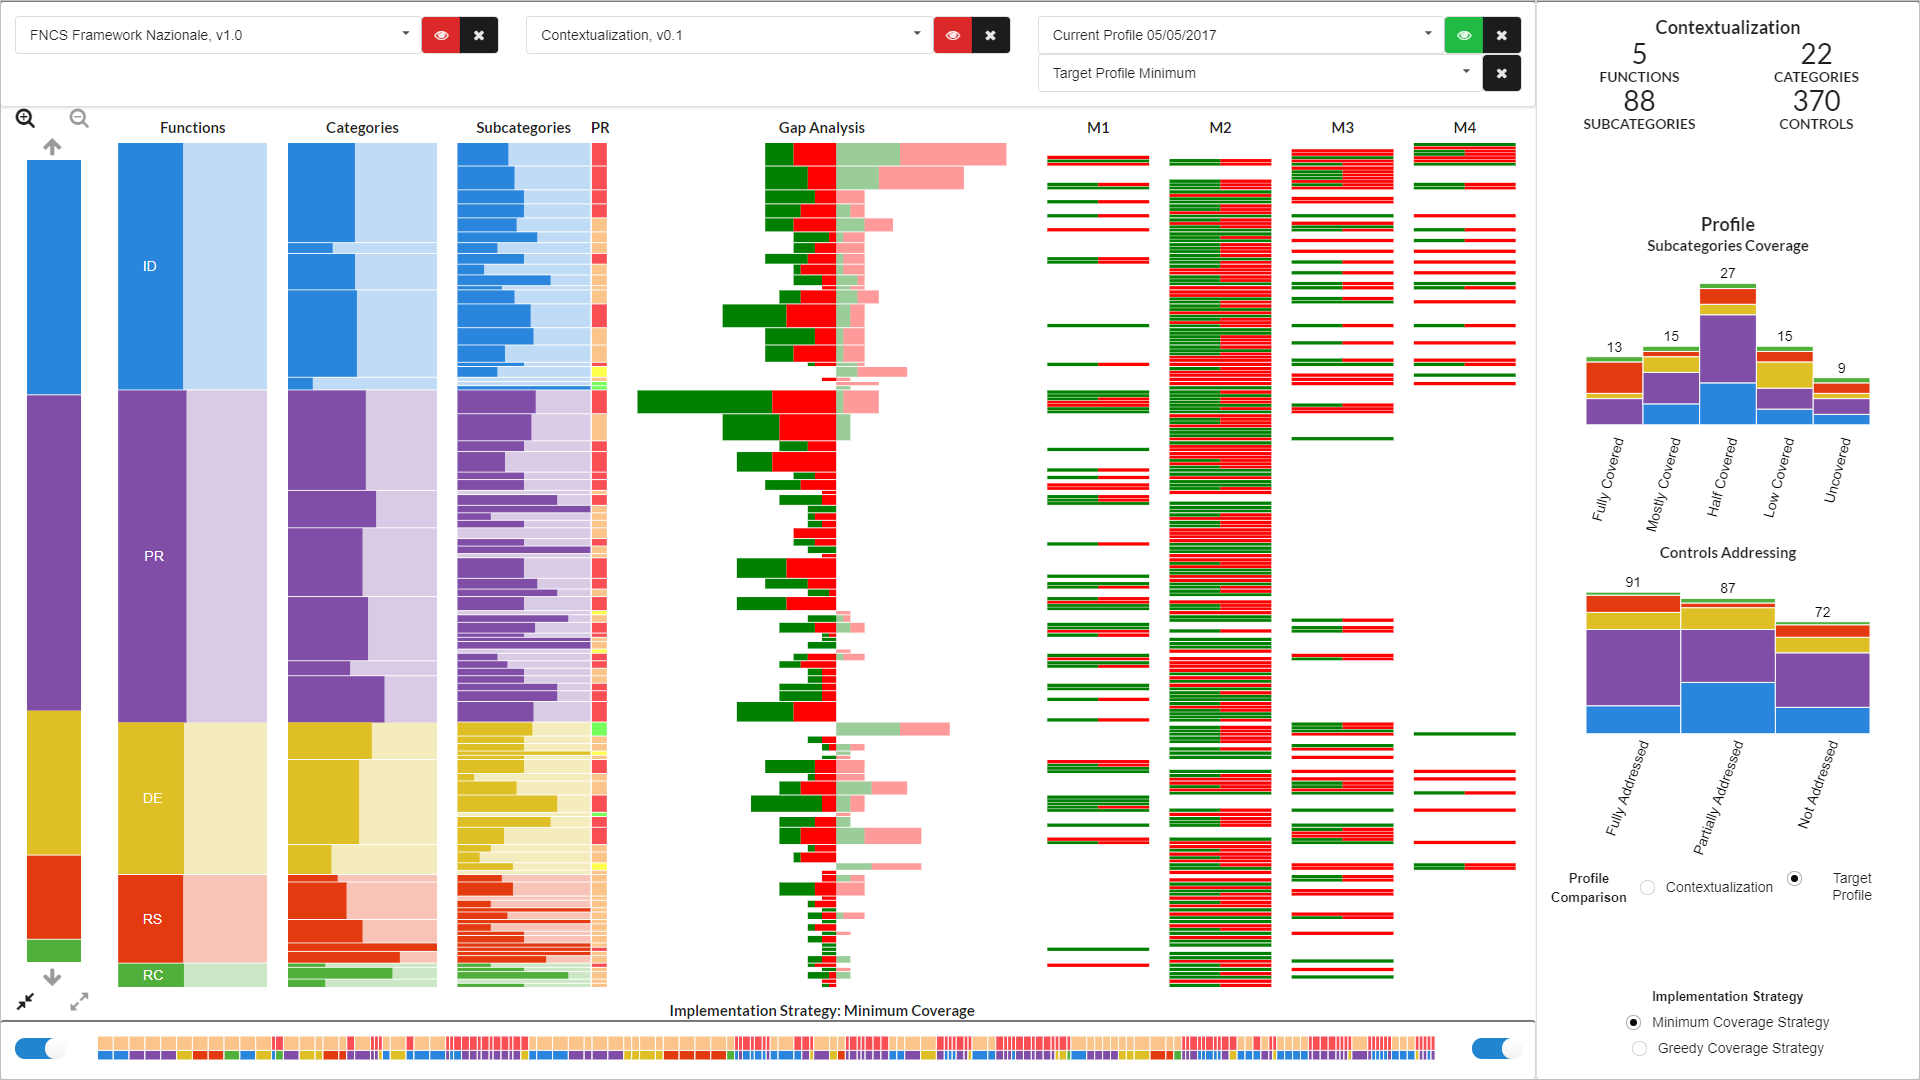 FNCS Framework Nazionale, v1.0
Contextualization, v0.1
Current Profile 05/05/2017
Target Profile Minimum
Functions
Categories
Subcategories
PR
Gap Analysis
M1
M2
M3
M4
ID
PR
DE
RS
RC
Implementation Strategy: Minimum Coverage
Contextualization
5
22
FUNCTIONS
CATEGORIES
88
370
SUBCATEGORIES
CONTROLS
Profile
Subcategories Coverage
13
15
27
15
9
Fully Covered
Mostly Covered
Half Covered
Low Covered
Uncovered
Controls Addressing
91
87
72
Fully Addressed
Partially Addressed
Not Addressed
Profile
Comparison
Contextualization
Target
Profile
Implementation Strategy
Minimum Coverage Strategy
Greedy Coverage Strategy